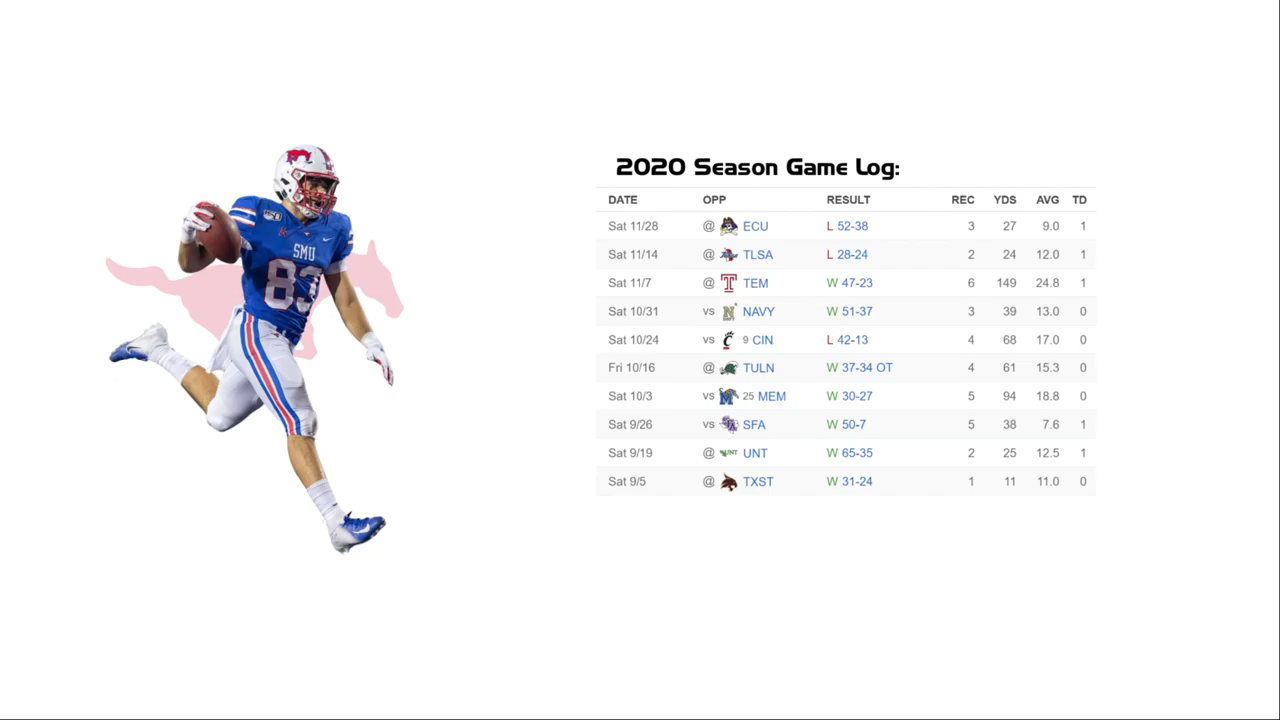 2020 Season Game Log:
DATE OPP RESULT REC YDS AVG TD
Sat 11/28 @ ECU L 52-38 3 27 9.0 1
Sat 11/14 @ TLSA L 28-24 2 24 12.0 1
Sat 11/7 @ T TEM W 47-23 6 149 24.8 1
Sat 10/31 vs N NAVY W 51-37 3 39 13.0 0
Sat 10/24 vs C 9 CIN L 42-13 4 68 17.0 0
Fri 10/16 @ TULN W 37-34 OT 4 61 15.3 0
Sat 10/3 vs M 25 MEM W 30-27 5 94 18.8 0
Sat 9/26 vs SFA W 50-7 5 38 7.6 1
Sat 9/19 @ UNT UNT W 65-35 2 25 12.5 1
Sat 9/5 @ TXST W 31-24 1 11 11.0 0
SMU
83